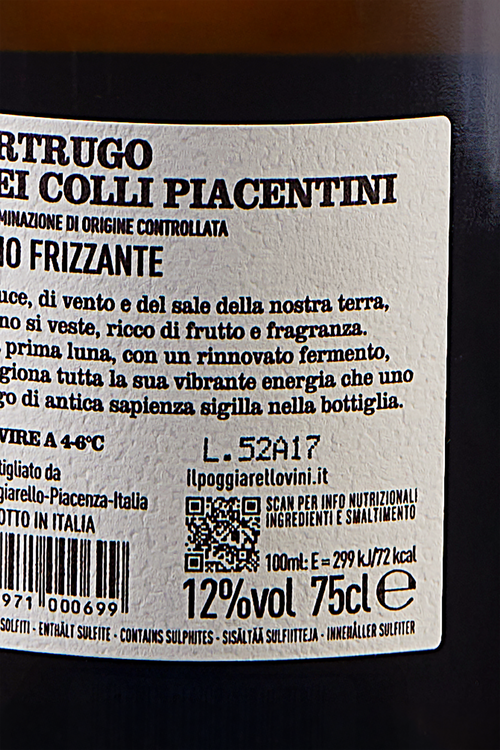 RTRUGO
EI COLLI PIACENTINI
MINAZIONE DI ORIGINE CONTROLLATA
NO FRIZZANTE
uce, di vento e del sale della nostra terra,
no si veste, ricco di frutto e fragranza.
prima luna, con un rinnovato fermento,
giona tutta la sua vibrante energia che uno
go di antica sapienza sigilla nella bottiglia.
VIRE A 4-6°C
L.52A17
tigliato da
ilpoggiarellovini.it
giarello-Piacenza-Italia
OTTO IN ITALIA
SCAN PER INFO NUTRIZIONALI
INGREDIENTI E SMALTIMENTO
100ml: E = 299 kJ/72 kcal
971 000699
12%vol 75cl e
SOLFITI - ENTHÄLT SULFITE - CONTAINS SULPHITES - SISÄLTÄÄ SULFIITTEJA - INNEHÅLLER SULFITER